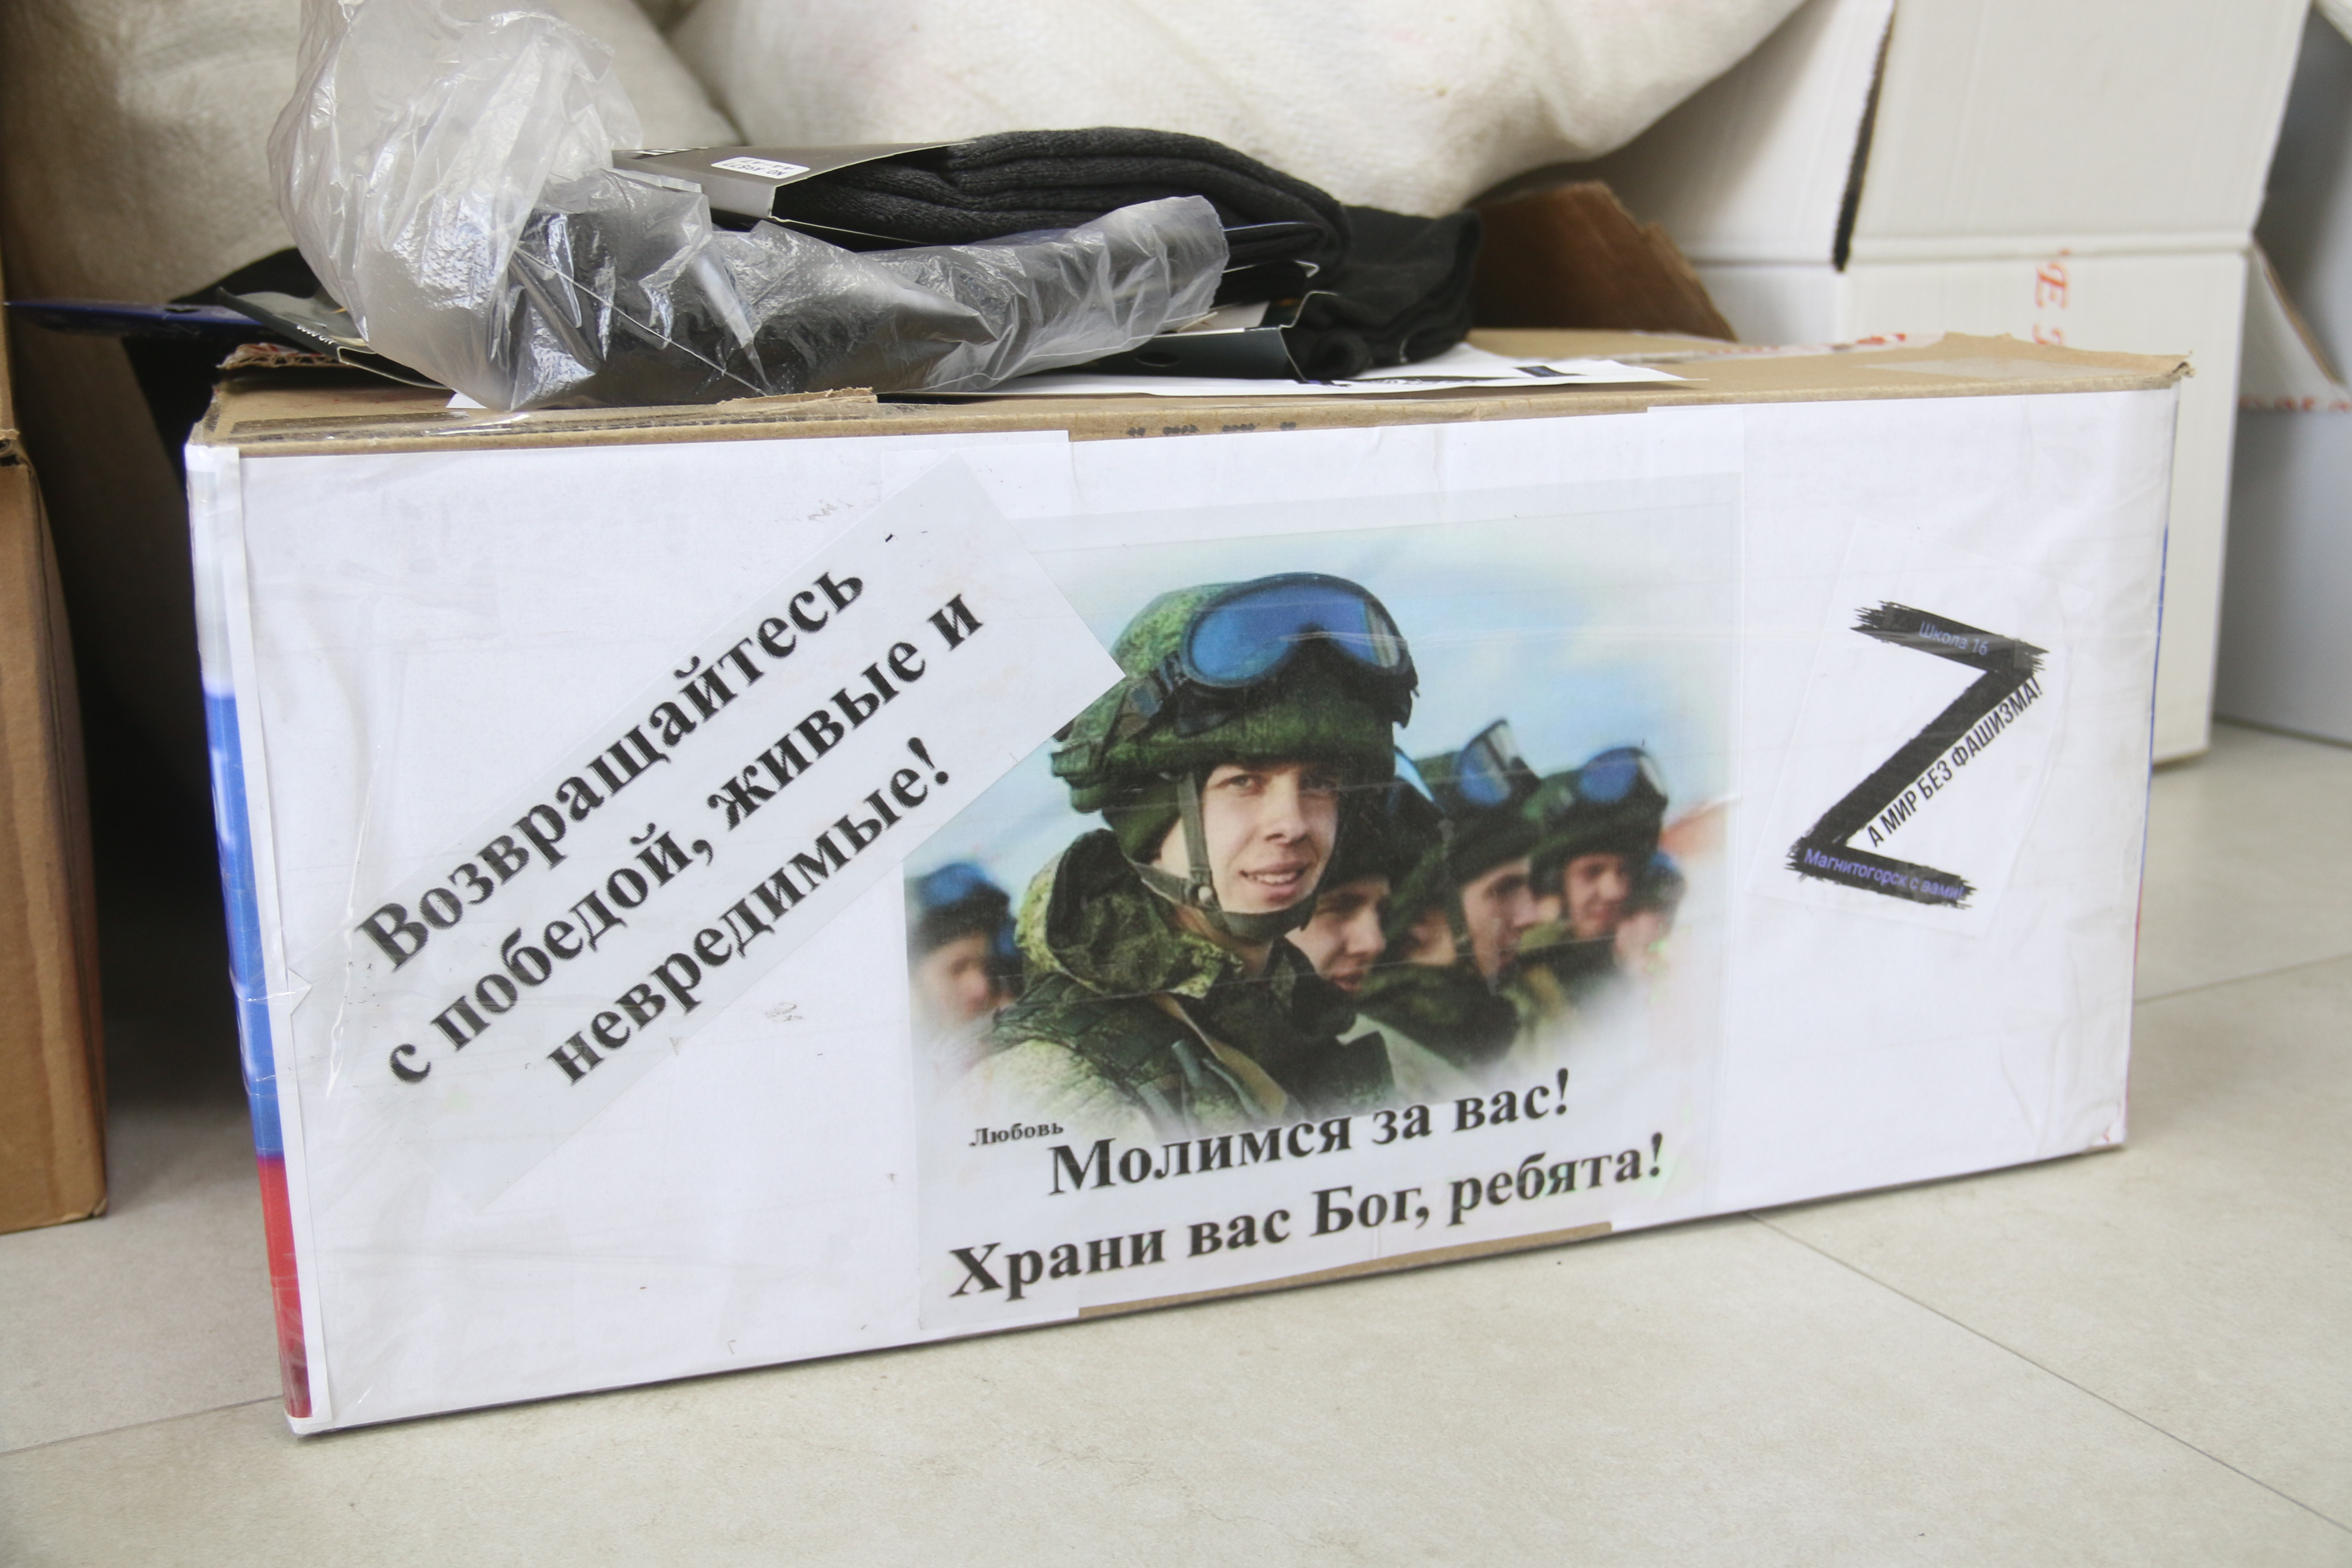 Возвращайтесь
с победой, живые и
невредимые!
Любовь
Молимся за вас!
Храни вас Бог, ребята!
Школа 16
А МИР БЕЗ ФАШИЗМА!
Магнитогорск с вами!